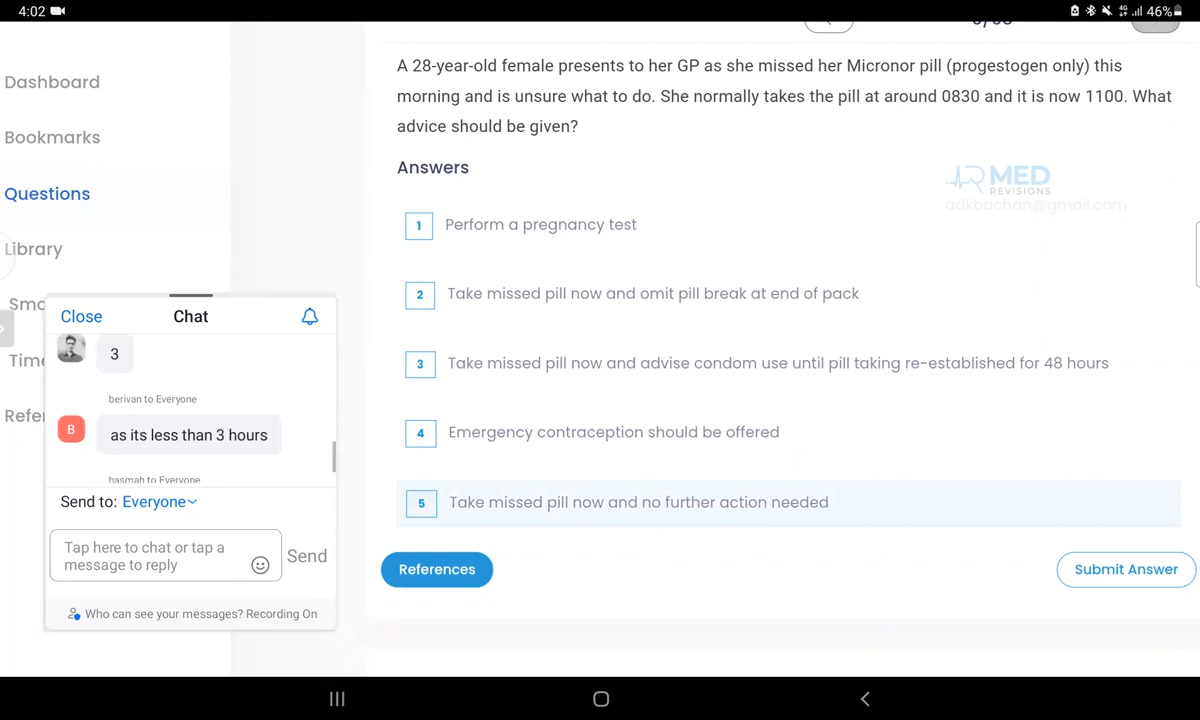 4:02
4G 46%
Dashboard
Bookmarks
Questions
Library
Smo
Time
Refer
A 28-year-old female presents to her GP as she missed her Micronor pill (progestogen only) this
morning and is unsure what to do. She normally takes the pill at around 0830 and it is now 1100. What
advice should be given?
Answers
MED
REVISIONS
adkbachan@gmail.com
1 Perform a pregnancy test
2 Take missed pill now and omit pill break at end of pack
3 Take missed pill now and advise condom use until pill taking re-established for 48 hours
4 Emergency contraception should be offered
5 Take missed pill now and no further action needed
References
Submit Answer
Close
Chat
3
berivan to Everyone
B
as its less than 3 hours
hasmah to Everyone
Send to: Everyone
Tap here to chat or tap a
message to reply
Send
Who can see your messages? Recording On